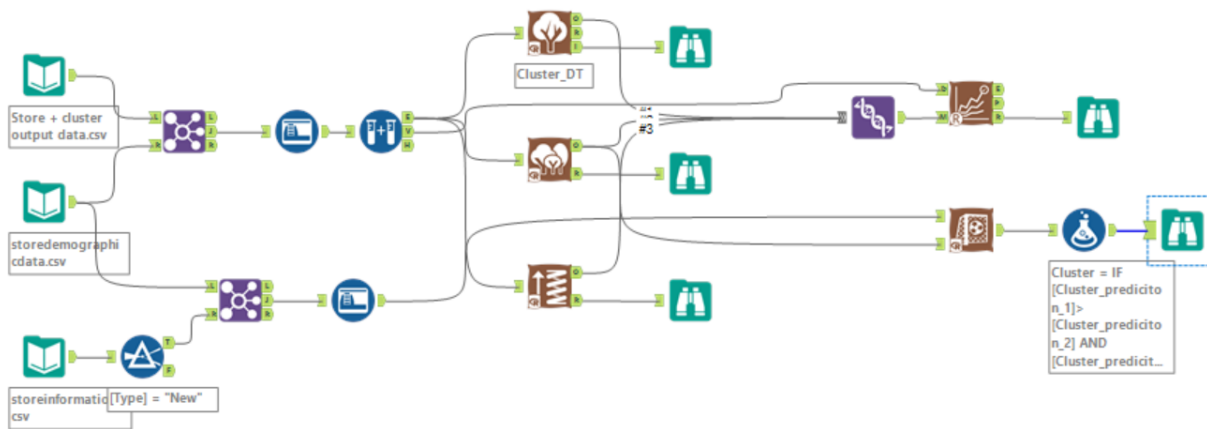 Cluster_DT
Store + cluster
output data.csv
#3
storedemographi
cdata.csv
Cluster = IF
[Cluster_predicito
n_1]>
[Cluster_predicito
n_2] AND
[Cluster_predicit...
storeinformatio
csv
[Type] = "New"